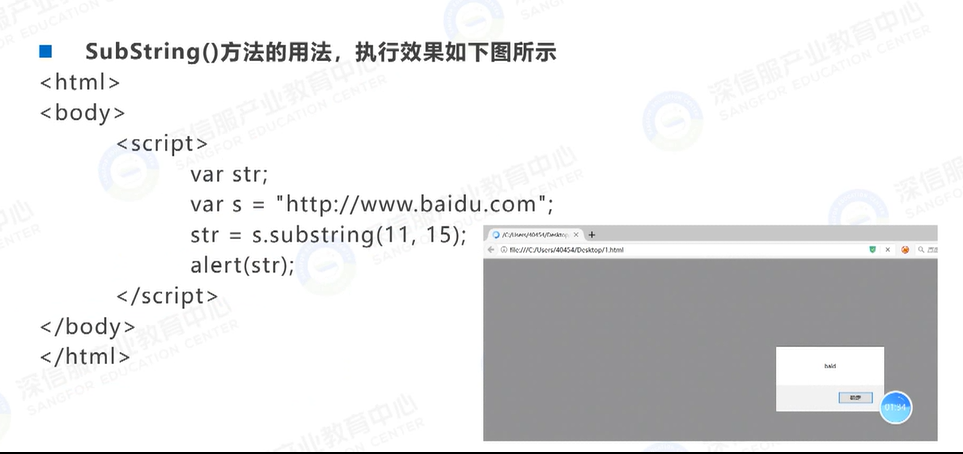 SubString()方法的用法，执行效果如下图所示
<html>
<body>
<script>
var str;
var s = "http://www.baidu.com";
str = s.substring(11, 15);
alert(str);
</script>
</body>
</html>
/C:/Users/40454/Desktop
file:///C:/Users/40454/Desktop/1.html
baid
确定
01:34
深信服产业教育中心
SANGFOR EDUCATION CENTER